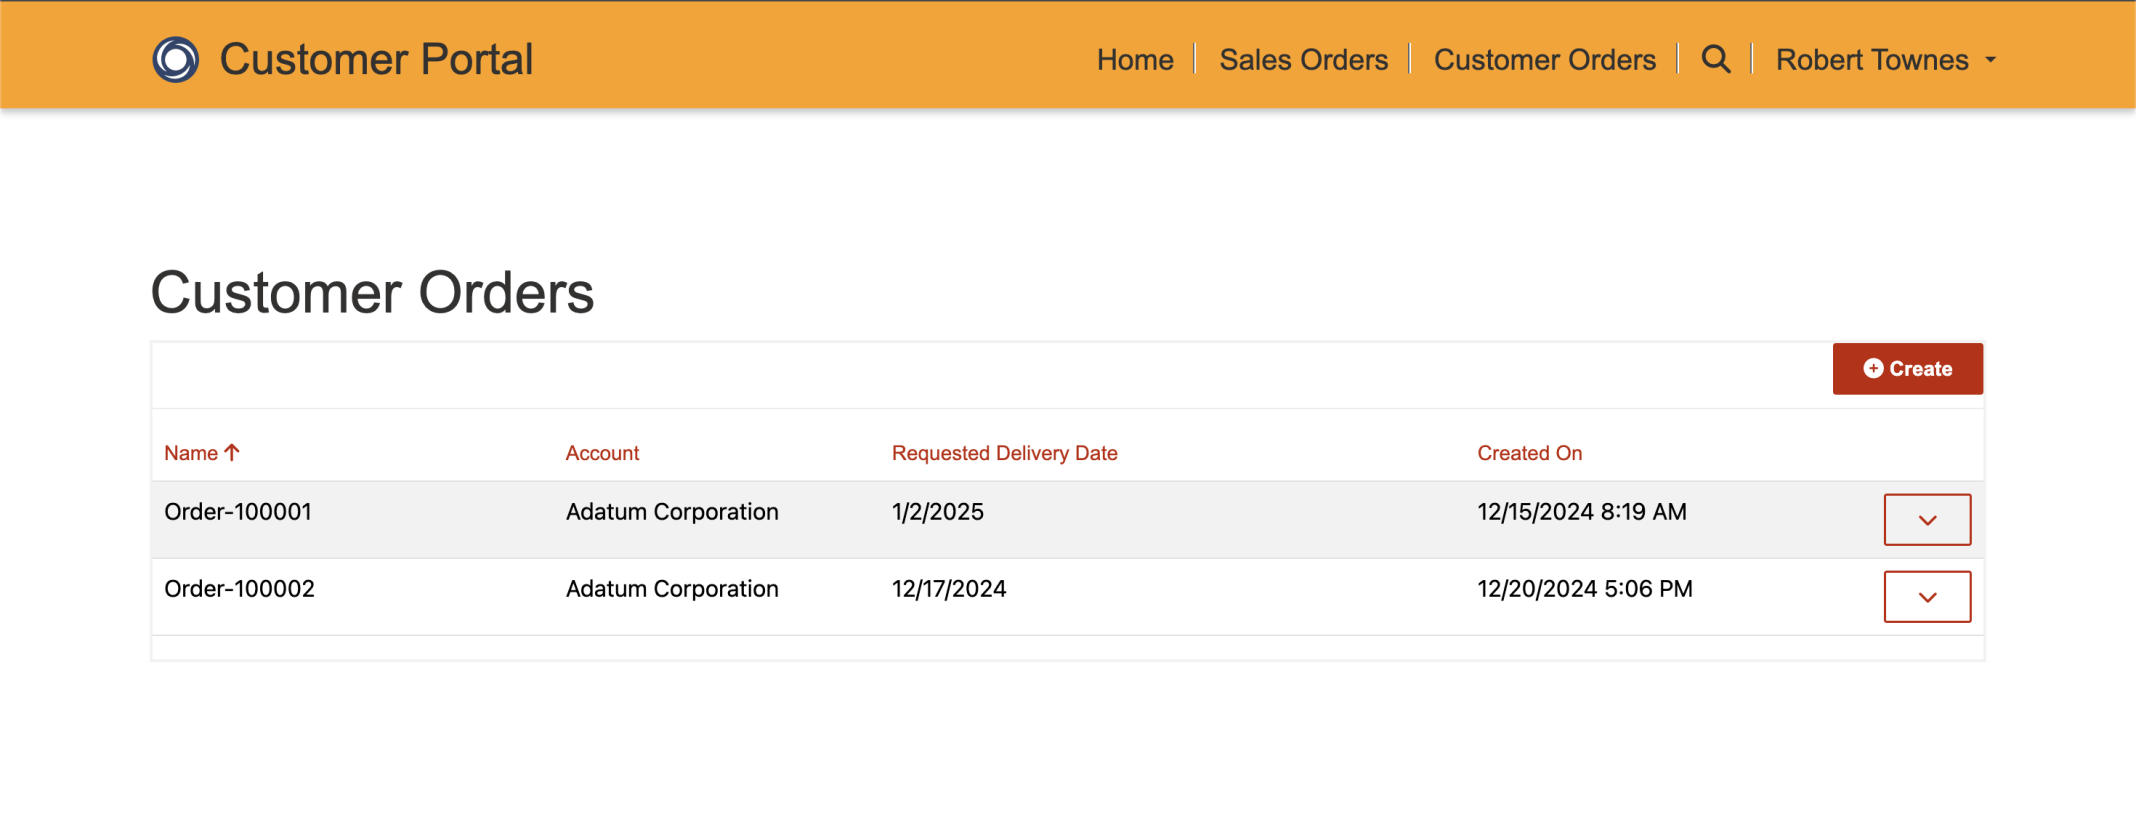 Customer Portal
Home Sales Orders Customer Orders Robert Townes
Customer Orders
Create
Name Account Requested Delivery Date Created On
Order-100001 Adatum Corporation 1/2/2025 12/15/2024 8:19 AM
Order-100002 Adatum Corporation 12/17/2024 12/20/2024 5:06 PM